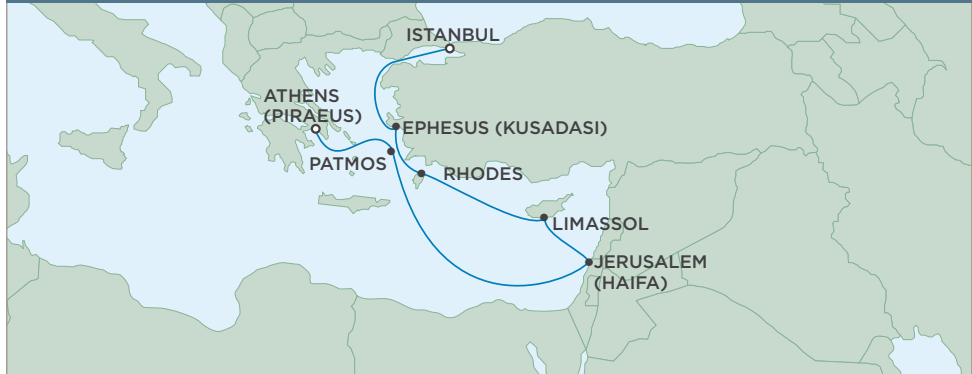 ISTANBUL
ATHENS
(PIRAEUS)
EPHESUS (KUSADASI)
PATMOS
RHODES
LIMASSOL
JERUSALEM
(HAIFA)